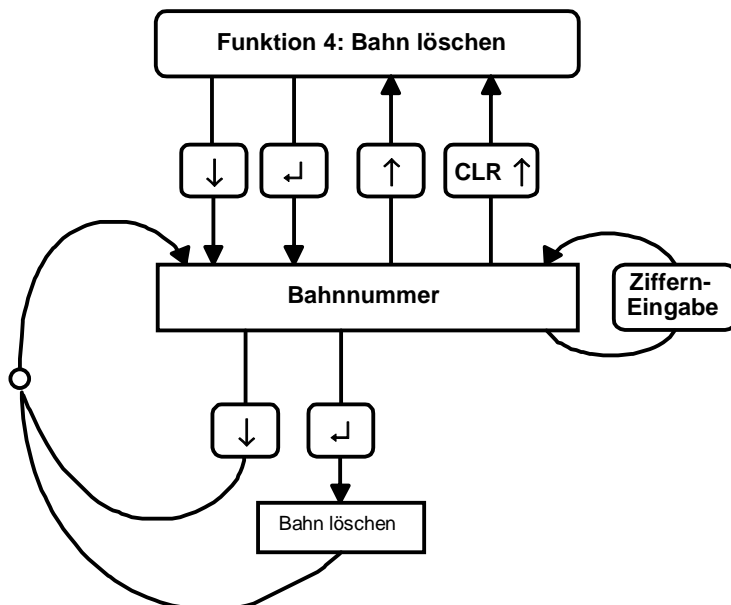 Funktion 4: Bahn löschen
↓ ↵ ↑ CLR ↑
Bahnnummer
Ziffern-
Eingabe
↓ ↵
Bahn löschen